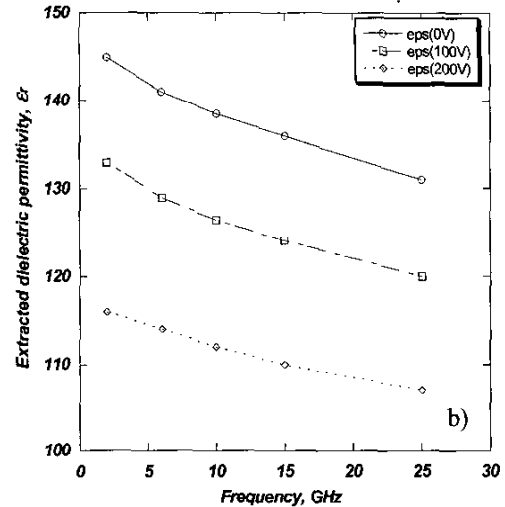 150
eps(0V)
eps(100V)
eps(200V)
140
130
120
110
100
Extracted dielectric permittivity, εr
b)
0 5 10 15 20 25 30
Frequency, GHz